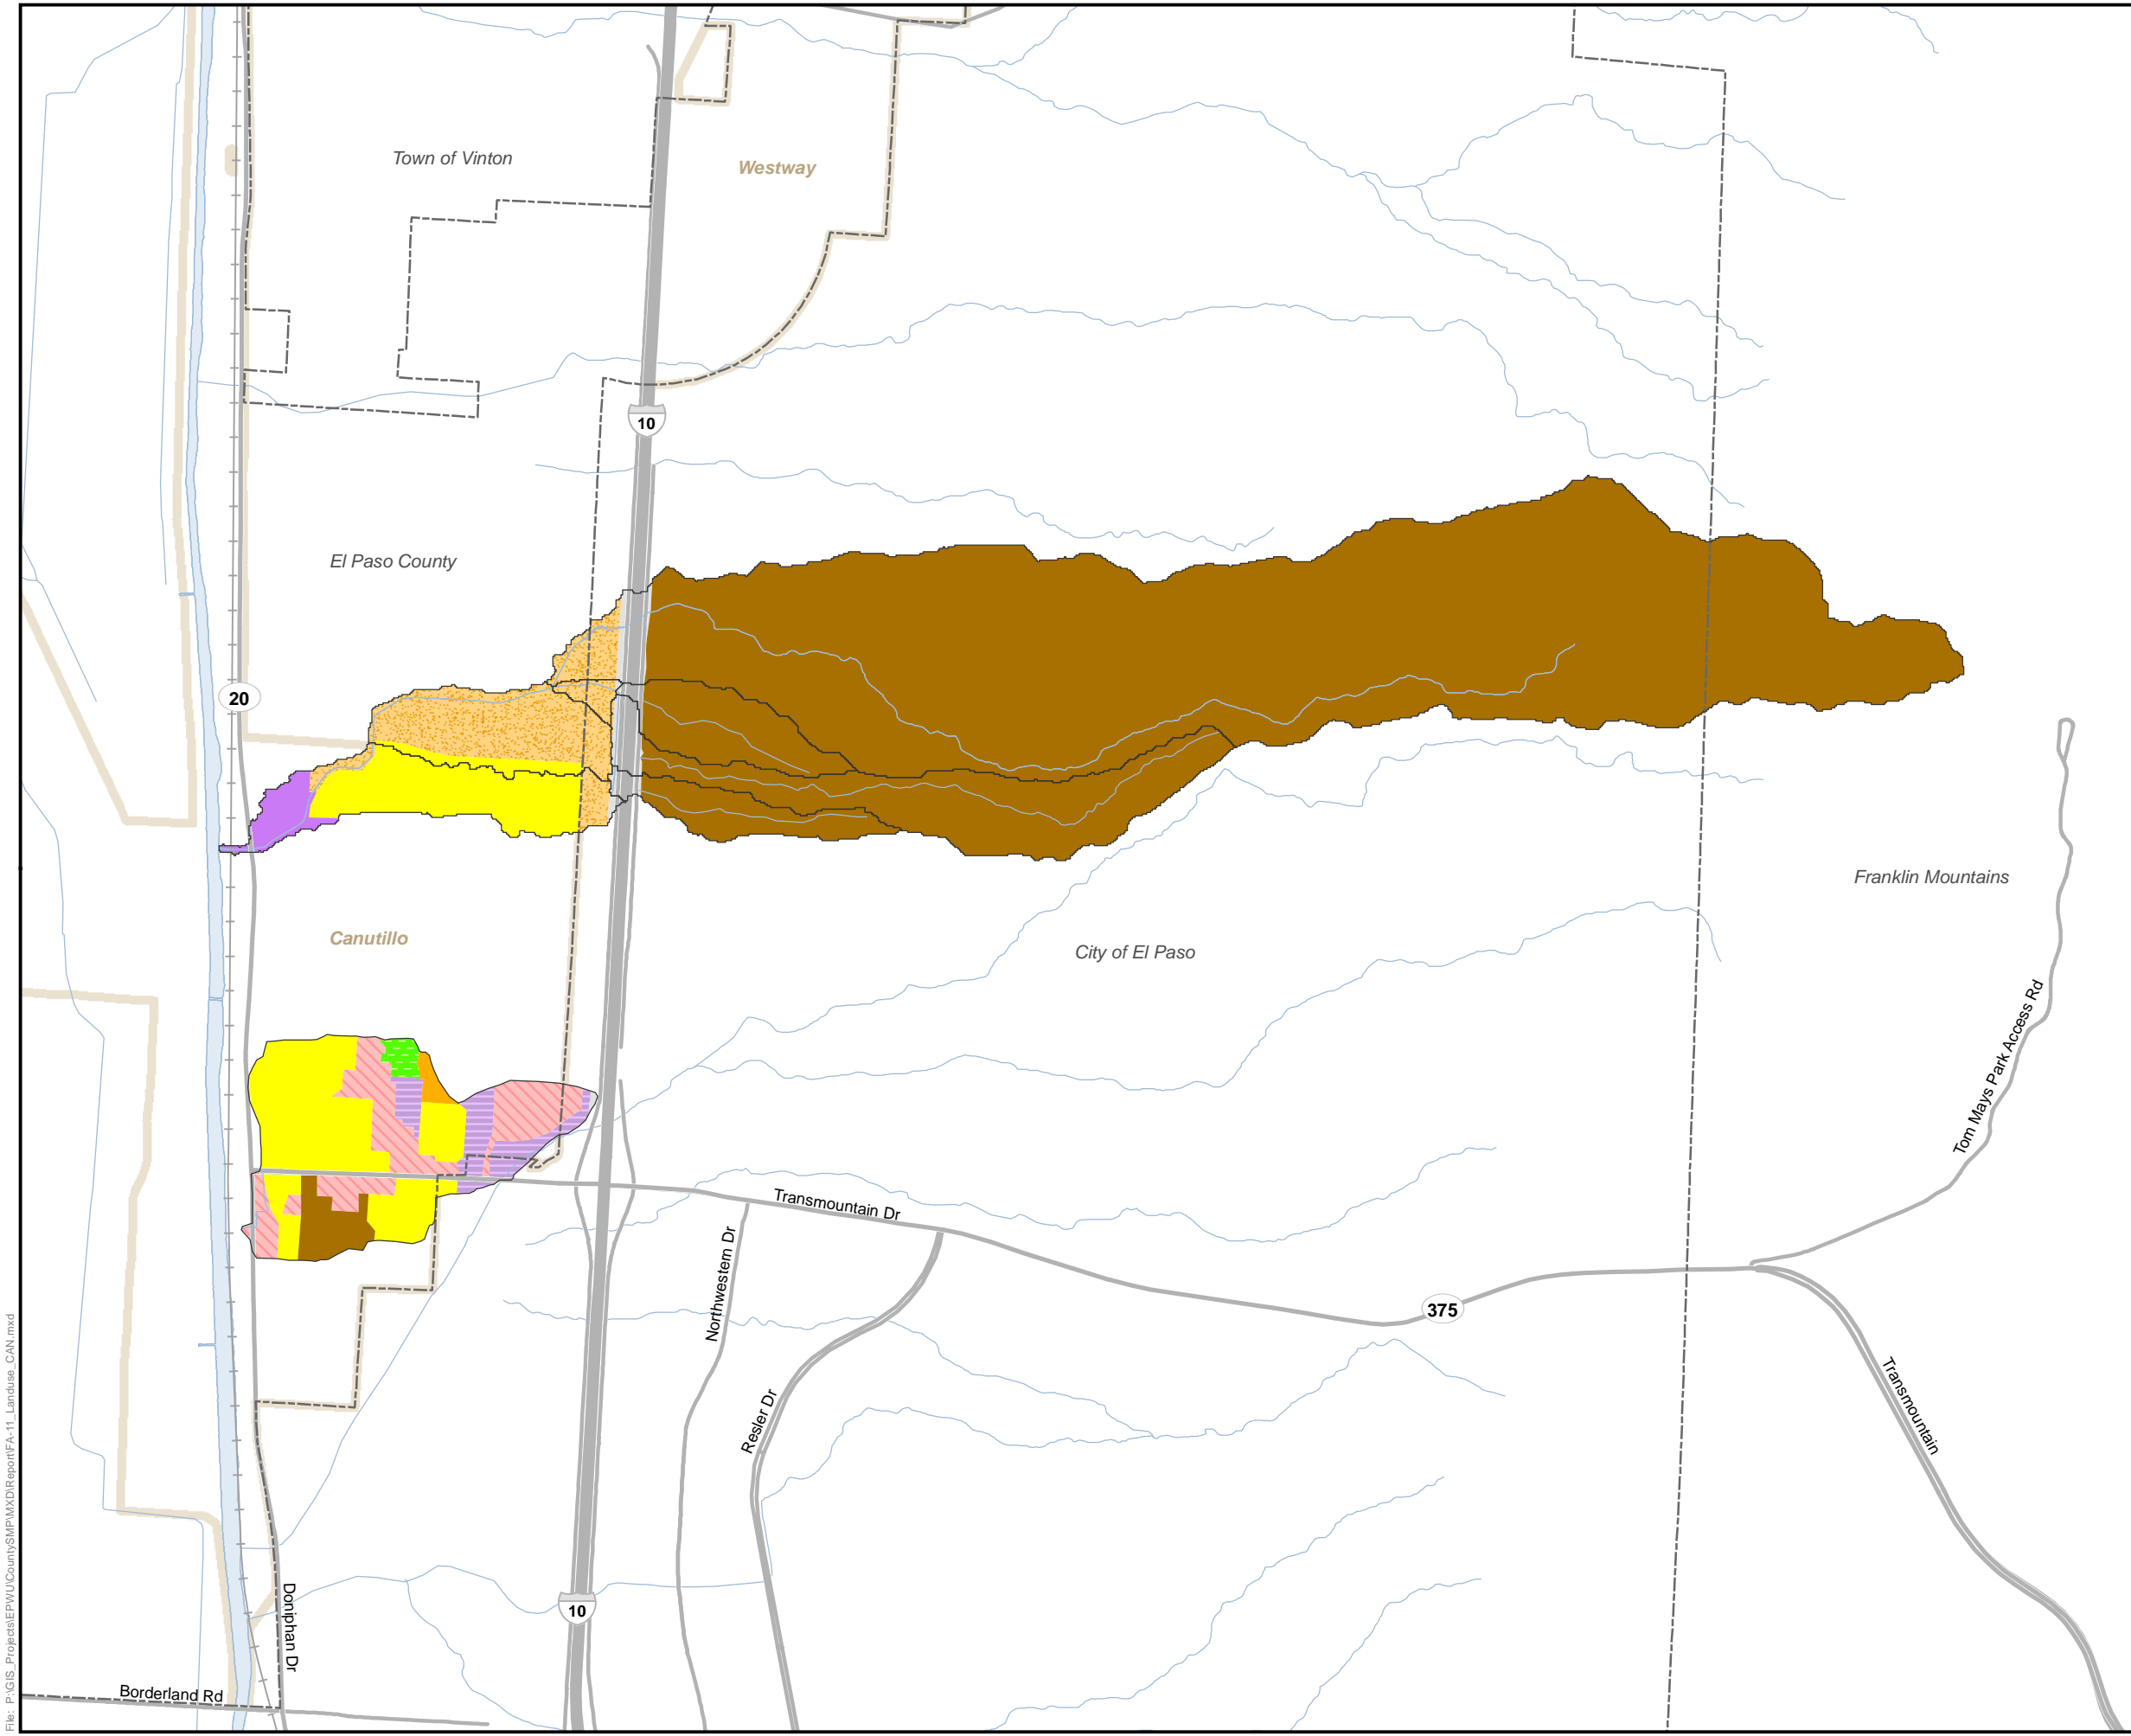 Town of Vinton
Westway
10
El Paso County
20
Franklin Mountains
Canutillo
City of El Paso
Tom Mays Park Access Rd
Transmountain Dr
Northwestern Dr
375
Resler Dr
Transmountain
10
Doniphan Dr
Borderland Rd
File: P:\GIS_Projects\EPWU\CountySMP\MXD\Report\FA-11_Landuse_CAN.mxd